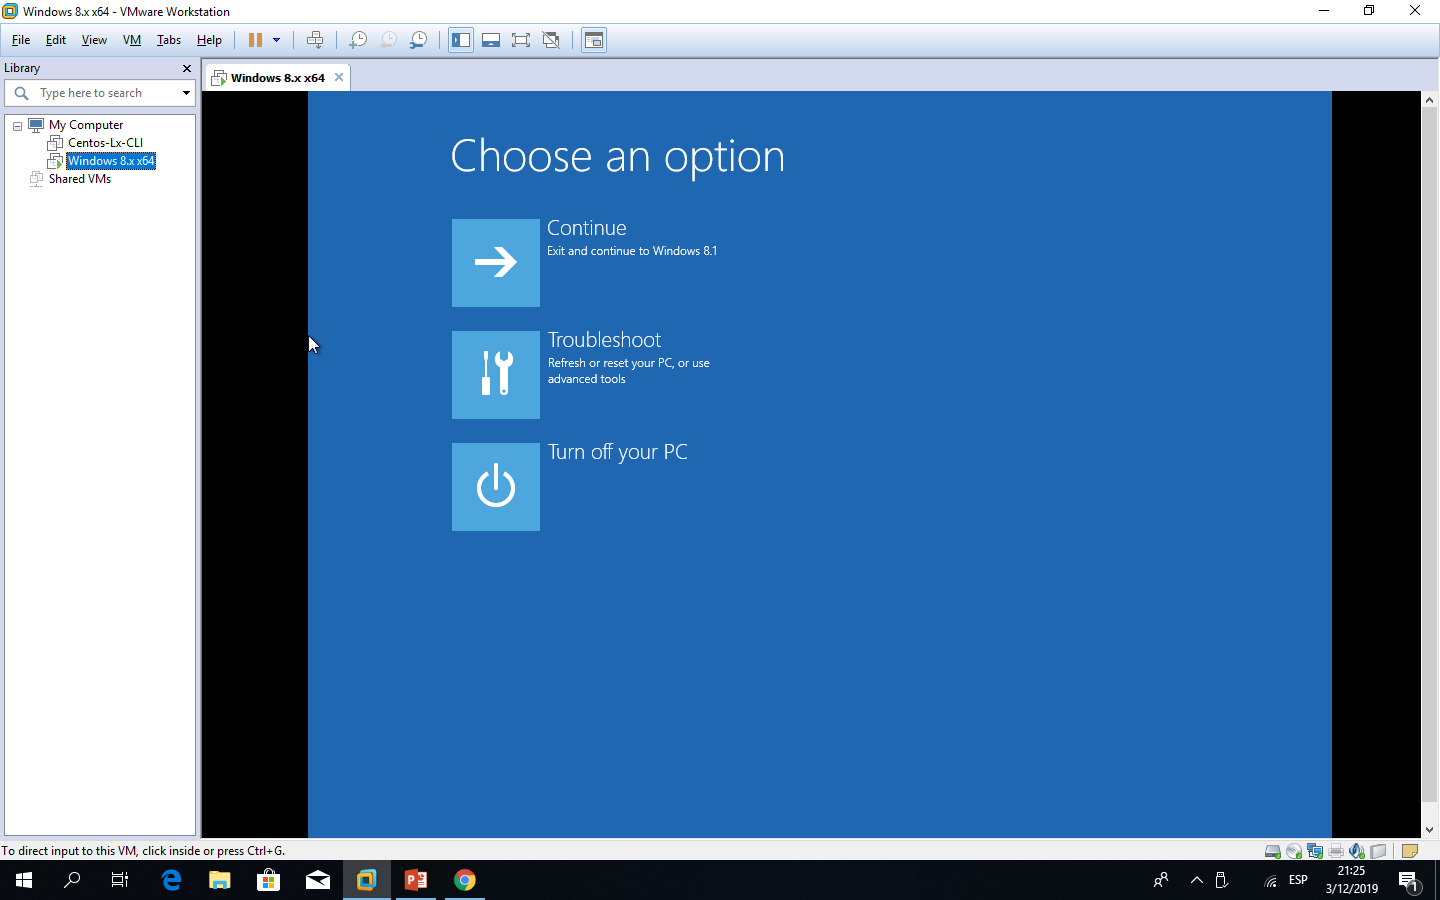 Windows 8.x x64 - VMware Workstation
File Edit View VM Tabs Help
Library
Type here to search
My Computer
Centos-Lx-CLI
Windows 8.x x64
Shared VMs
Windows 8.x x64
Choose an option
Continue
Exit and continue to Windows 8.1
Troubleshoot
Refresh or reset your PC, or use
advanced tools
Turn off your PC
To direct input to this VM, click inside or press Ctrl+G.
ESP
21:25
3/12/2019
1